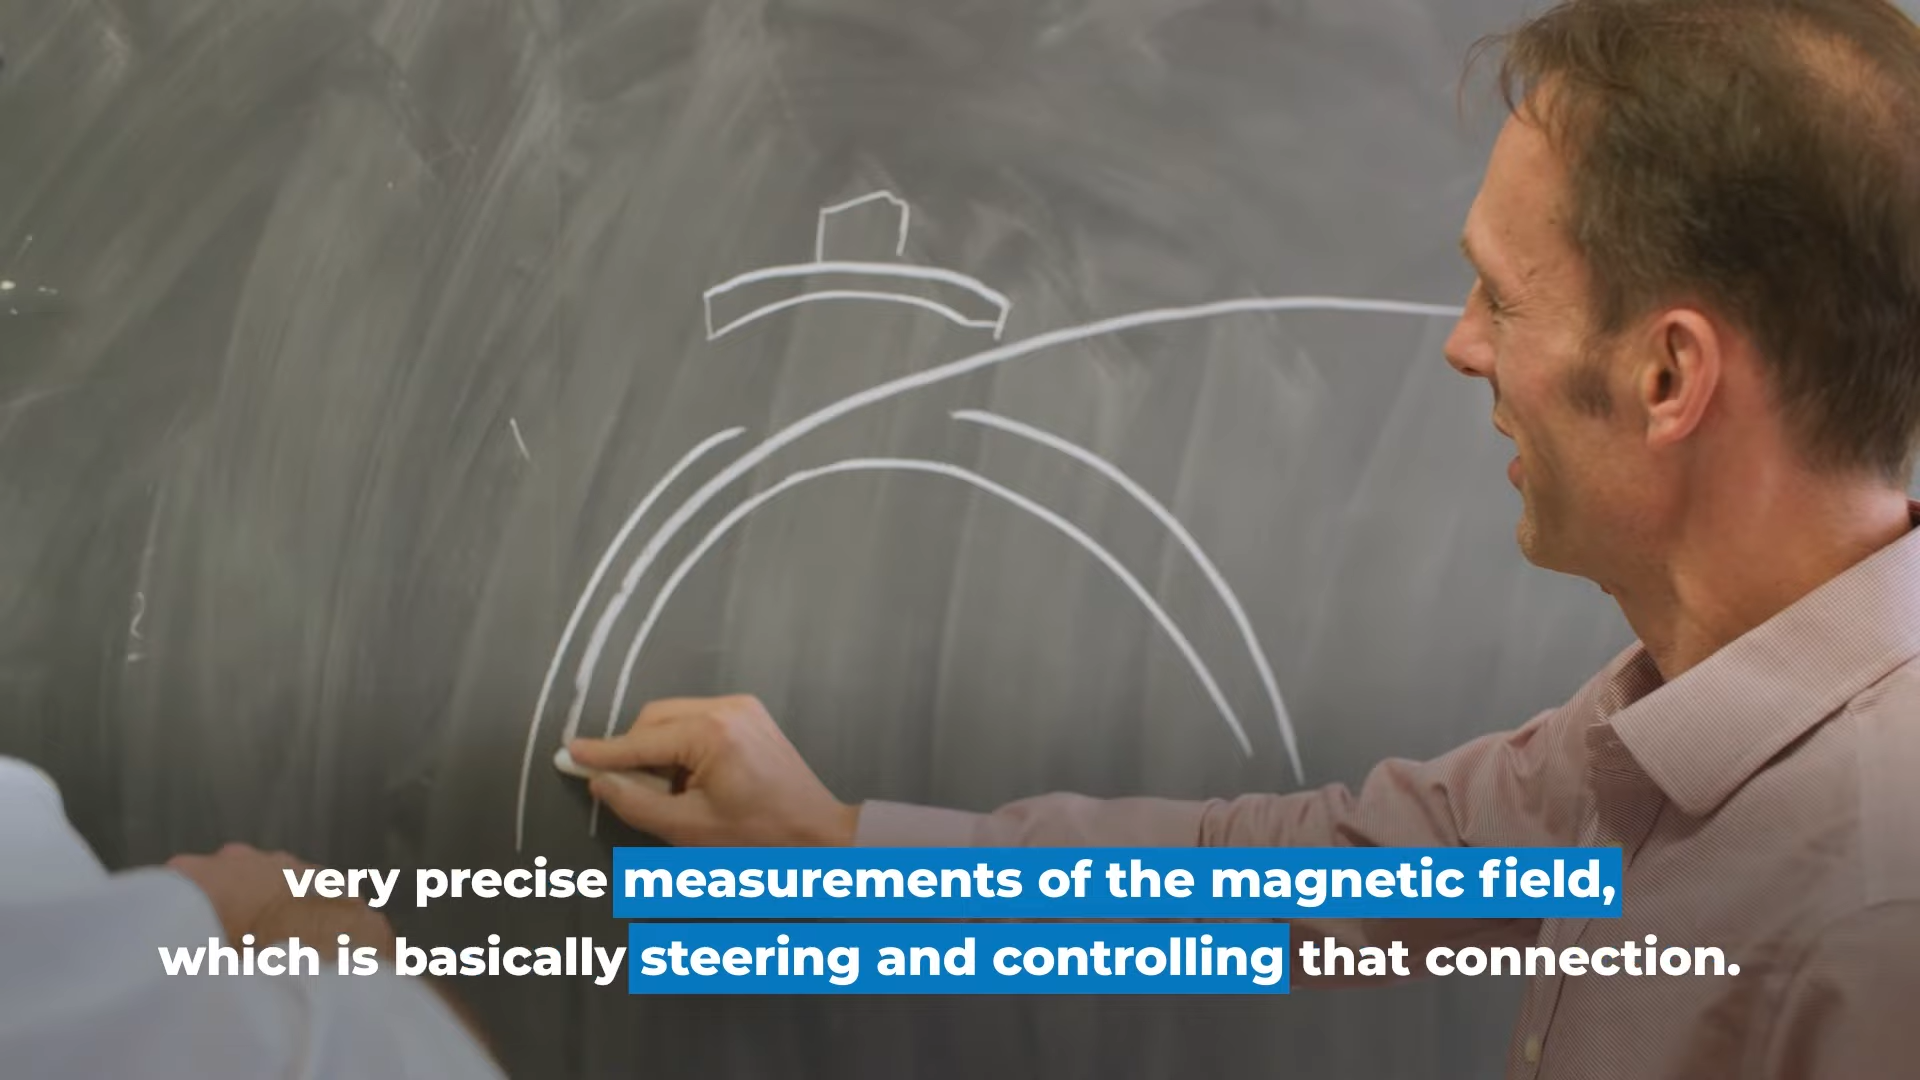 very precise measurements of the magnetic field,
which is basically steering and controlling that connection.